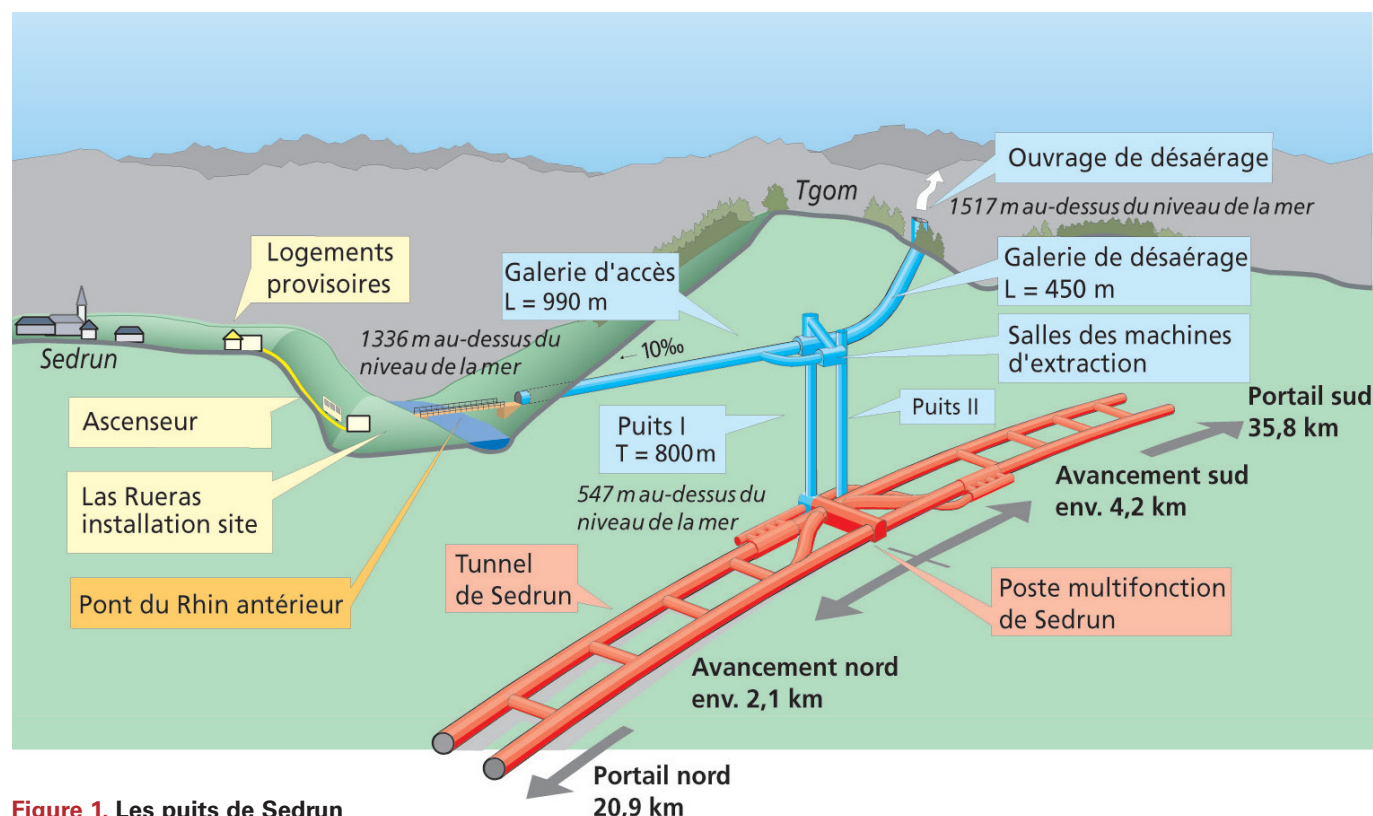 Ouvrage de désaérage
Tgom
1517 m au-dessus du niveau de la mer
Logements
provisoires
Galerie d'accès
L = 990 m
Galerie de désaérage
L = 450 m
1336 m au-dessus du
niveau de la mer
← 10‰
Salles des machines
d'extraction
Sedrun
Ascenseur
Puits I
T = 800 m
Puits II
Portail sud
35,8 km
Las Rueras
installation site
547 m au-dessus du
niveau de la mer
Avancement sud
env. 4,2 km
Pont du Rhin antérieur
Tunnel
de Sedrun
Poste multifonction
de Sedrun
Avancement nord
env. 2,1 km
Portail nord
20,9 km
Figure 1. Les puits de Sedrun